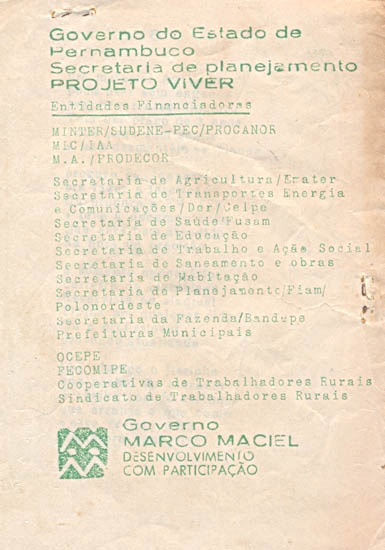 Governo do Estado de
Pernambuco
Secretaria de planejamento
PROJETO VIVER
Entidades Financiadoras
MINTER/SUDENE-PEC/PROCANOR
MIC/IAA
M.A./PRODECOR
Secretaria de Agricultura/Emater
Secretaria de Transportes Energia
e Comunicações/Der/Celpe
Secretaria de Saúde/Fusam
Secretaria de Educação
Secretaria de Trabalho e Ação Social
Secretaria de Saneamento e obras
Secretaria de Habitação
Secretaria de Planejamento/Fiam/
Polonordeste
Secretaria da Fazenda/Bandepe
Prefeituras Municipais
OCEPE
FECOMIPE
Cooperativas de Trabalhadores Rurais
Sindicato de Trabalhadores Rurais
Governo
MARCO MACIEL
DESENVOLVIMENTO
COM PARTICIPAÇÃO